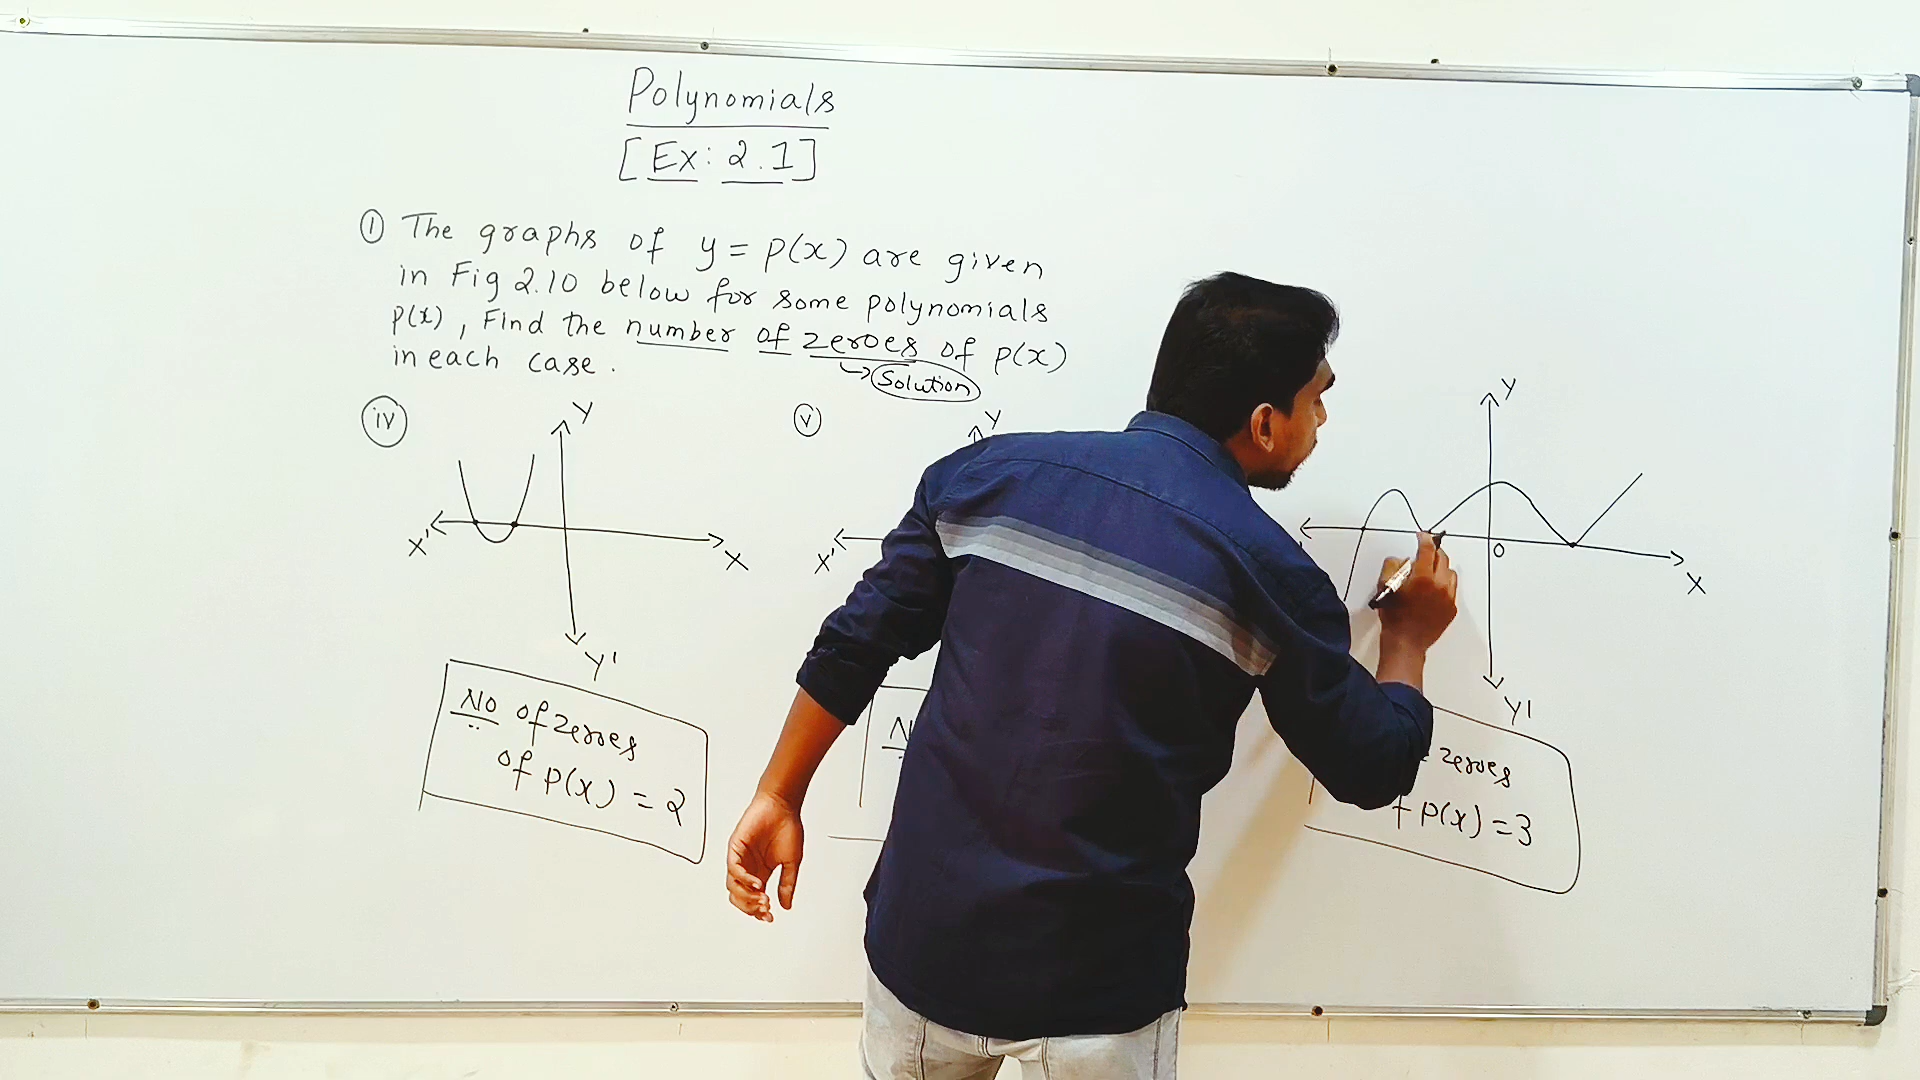 Polynomials
[Ex: 2.1]
① The graphs of y = p(x) are given
in Fig 2.10 below for some polynomials
p(x), Find the number of zeroes of p(x)
in each case.
↳ Solution
iv
Y
X'
X
Y'
No of zeroes
of p(x) = 2
v
Y
X'
N
Y
O
X
Y'
zeroes
f p(x) = 3